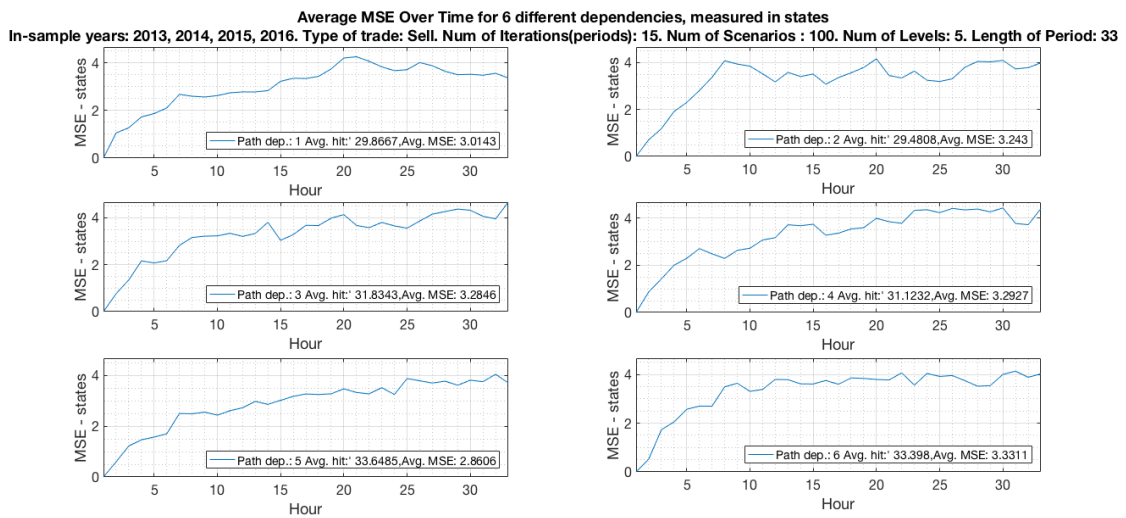 Average MSE Over Time for 6 different dependencies, measured in states
In-sample years: 2013, 2014, 2015, 2016. Type of trade: Sell. Num of Iterations(periods): 15. Num of Scenarios : 100. Num of Levels: 5. Length of Period: 33
MSE - states
4
2
0
5 10 15 20 25 30
Hour
Path dep.: 1 Avg. hit:' 29.8667,Avg. MSE: 3.0143
MSE - states
4
2
0
5 10 15 20 25 30
Hour
Path dep.: 2 Avg. hit:' 29.4808,Avg. MSE: 3.243
MSE - states
4
2
0
5 10 15 20 25 30
Hour
Path dep.: 3 Avg. hit:' 31.8343,Avg. MSE: 3.2846
MSE - states
4
2
0
5 10 15 20 25 30
Hour
Path dep.: 4 Avg. hit:' 31.1232,Avg. MSE: 3.2927
MSE - states
4
2
0
5 10 15 20 25 30
Hour
Path dep.: 5 Avg. hit:' 33.6485,Avg. MSE: 2.8606
MSE - states
4
2
0
5 10 15 20 25 30
Hour
Path dep.: 6 Avg. hit:' 33.398,Avg. MSE: 3.3311